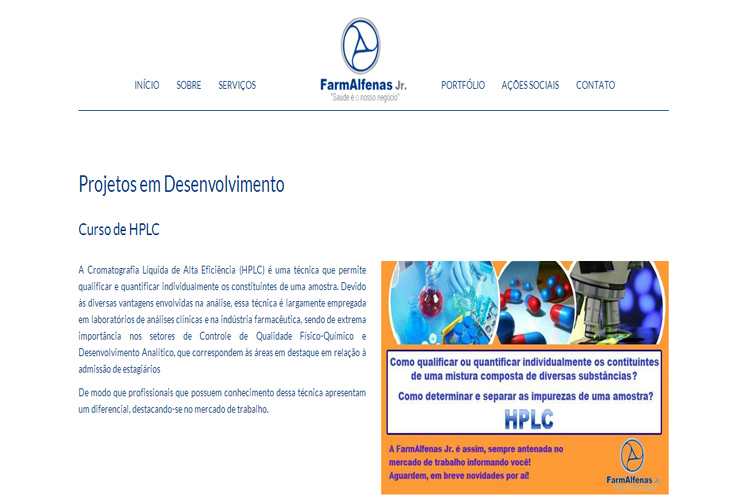 FarmAlfenas Jr.
"Saúde é o nosso negócio"
INÍCIO SOBRE SERVIÇOS PORTFÓLIO AÇÕES SOCIAIS CONTATO
Projetos em Desenvolvimento
Curso de HPLC
A Cromatografia Líquida de Alta Eficiência (HPLC) é uma técnica que permite
qualificar e quantificar individualmente os constituintes de uma amostra. Devido
às diversas vantagens envolvidas na análise, essa técnica é largamente empregada
em laboratórios de análises clínicas e na indústria farmacêutica, sendo de extrema
importância nos setores de Controle de Qualidade Físico-Químico e
Desenvolvimento Analítico, que correspondem às áreas em destaque em relação à
admissão de estagiários
De modo que profissionais que possuem conhecimento dessa técnica apresentam
um diferencial, destacando-se no mercado de trabalho.
Como qualificar ou quantificar individualmente os contituintes
de uma mistura composta de diversas substâncias?
Como determinar e separar as impurezas de uma amostra?
HPLC
A FarmAlfenas Jr. é assim, sempre antenada no
mercado de trabalho informando você!
Aguardem, em breve novidades por aí!
FarmAlfenas Jr.